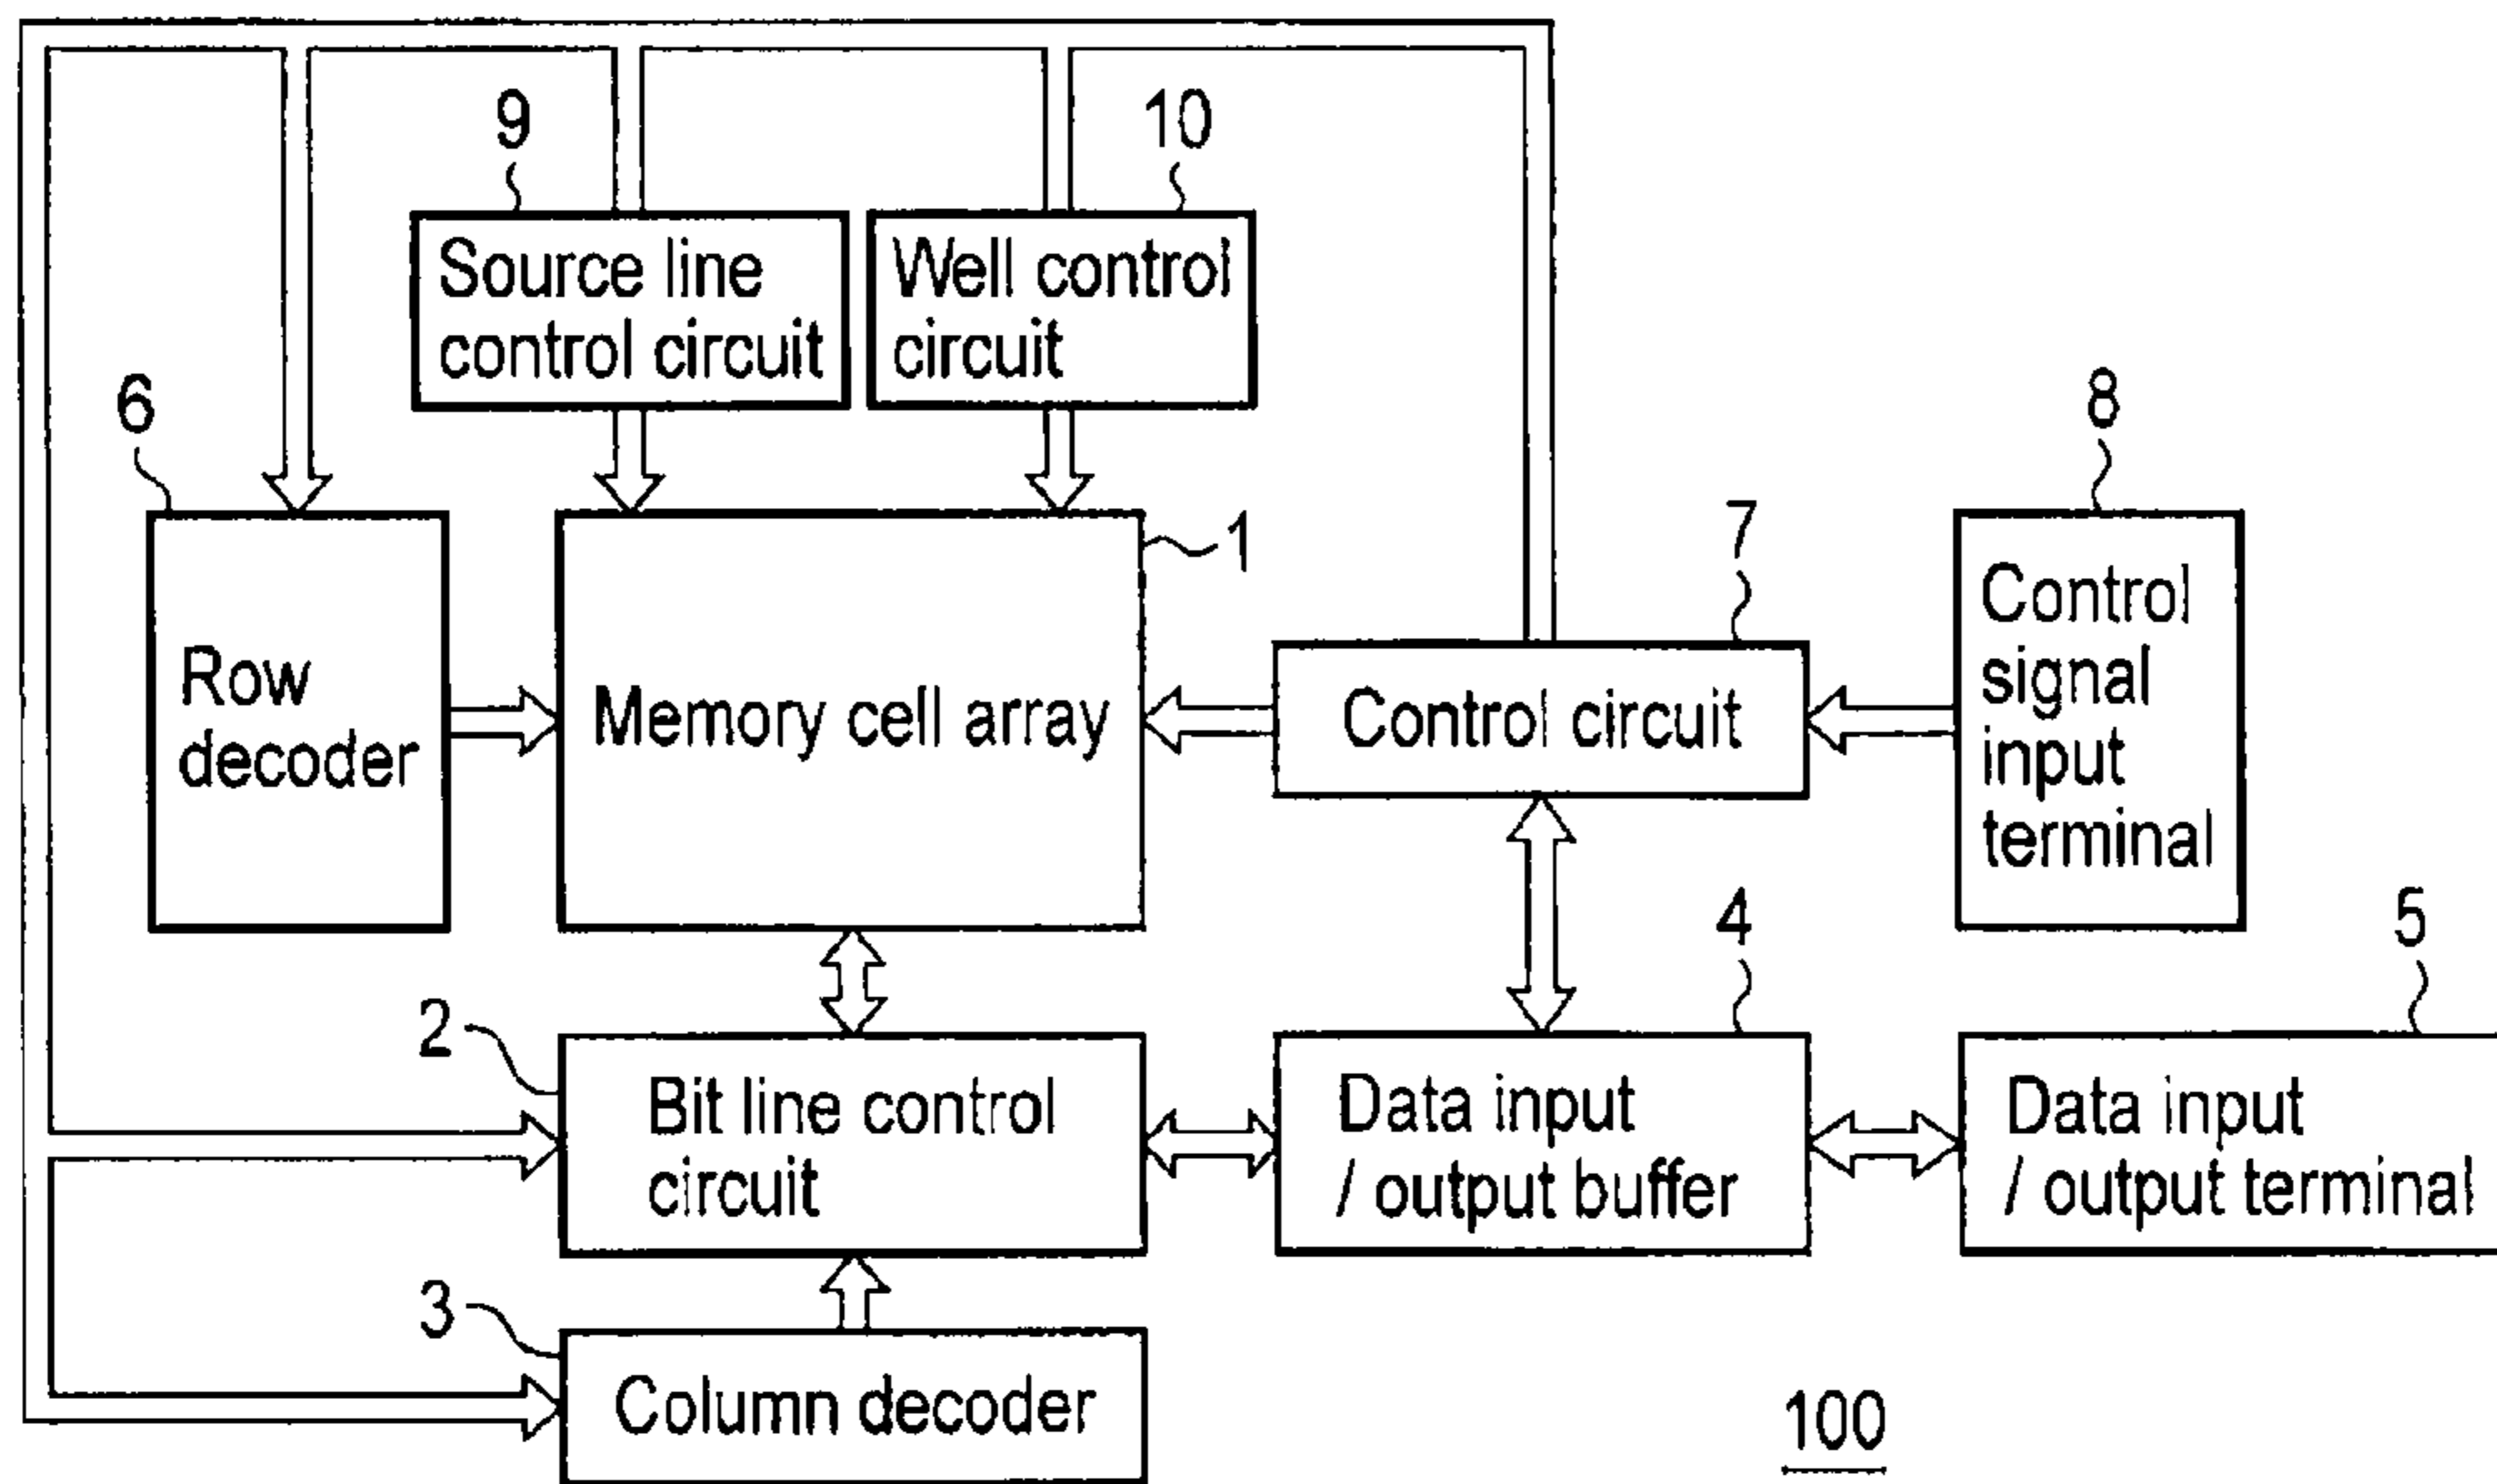 9
10
Source line
control circuit
Well control
circuit
6
8
1
7
Row
decoder
Memory cell array
Control circuit
Control
signal
input
terminal
4
5
2
Bit line control
circuit
Data input
/ output buffer
Data input
/ output terminal
3
Column decoder
100